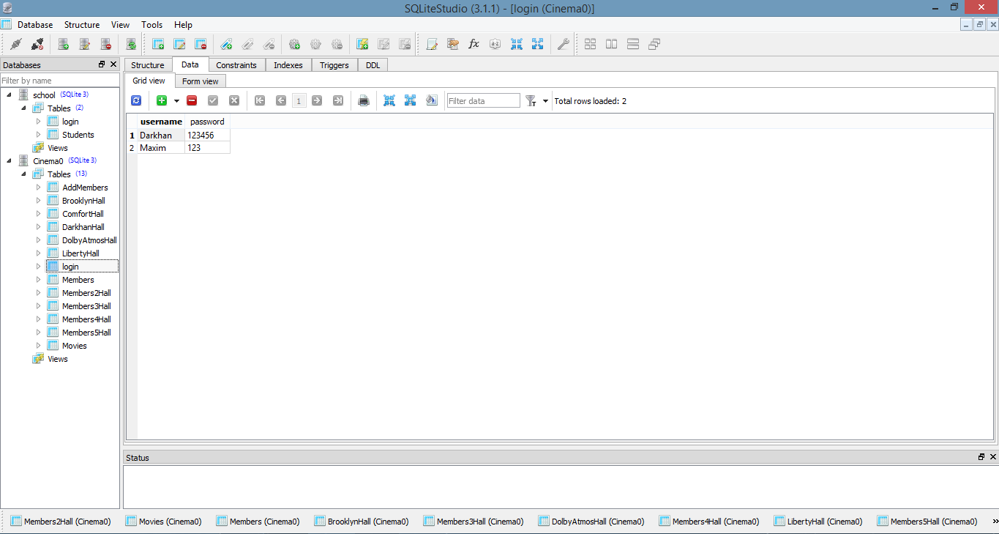 SQLiteStudio (3.1.1) - [login (Cinema0)]
Database Structure View Tools Help
Databases
Filter by name
school (SQLite 3)
Tables (2)
login
Students
Views
Cinema0 (SQLite 3)
Tables (13)
AddMembers
BrooklynHall
ComfortHall
DarkhanHall
DolbyAtmosHall
LibertyHall
login
Members
Members2Hall
Members3Hall
Members4Hall
Members5Hall
Movies
Views
Structure Data Constraints Indexes Triggers DDL
Grid view Form view
1 Filter data Total rows loaded: 2
username password
1 Darkhan 123456
2 Maxim 123
Status
Members2Hall (Cinema0) Movies (Cinema0) Members (Cinema0) BrooklynHall (Cinema0) Members3Hall (Cinema0) DolbyAtmosHall (Cinema0) Members4Hall (Cinema0) LibertyHall (Cinema0) Members5Hall (Cinema0) »